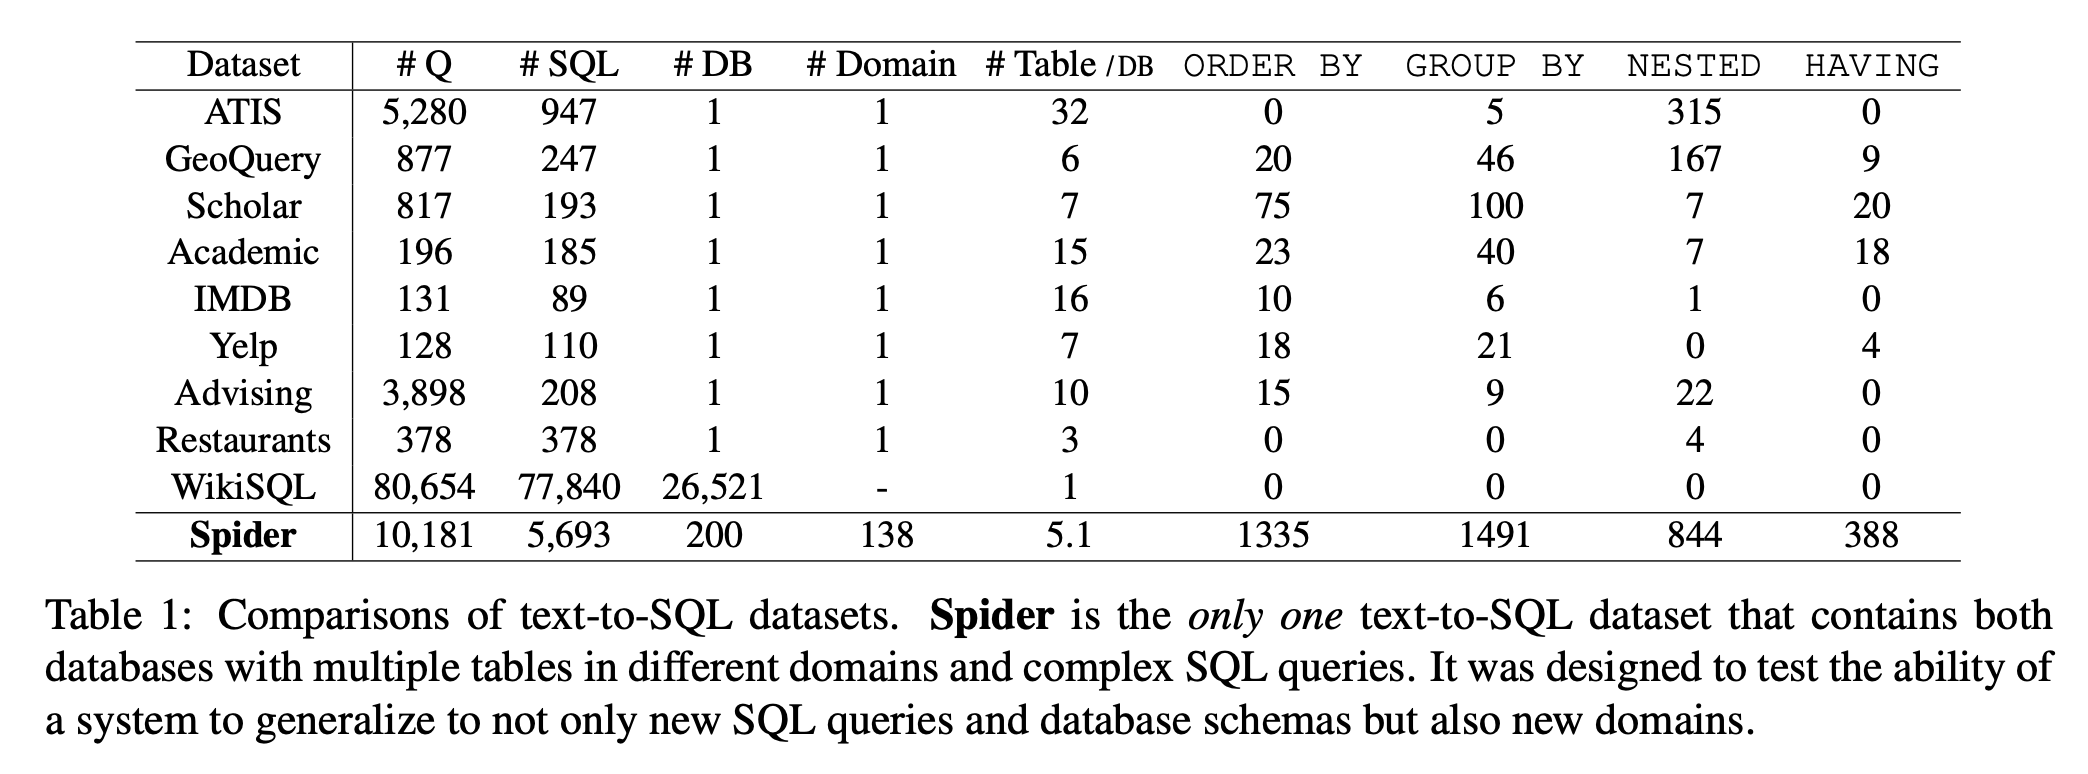 Dataset # Q # SQL # DB # Domain # Table /DB ORDER BY GROUP BY NESTED HAVING
ATIS 5,280 947 1 1 32 0 5 315 0
GeoQuery 877 247 1 1 6 20 46 167 9
Scholar 817 193 1 1 7 75 100 7 20
Academic 196 185 1 1 15 23 40 7 18
IMDB 131 89 1 1 16 10 6 1 0
Yelp 128 110 1 1 7 18 21 0 4
Advising 3,898 208 1 1 10 15 9 22 0
Restaurants 378 378 1 1 3 0 0 4 0
WikiSQL 80,654 77,840 26,521 - 1 0 0 0 0
Spider 10,181 5,693 200 138 5.1 1335 1491 844 388
Table 1: Comparisons of text-to-SQL datasets. Spider is the only one text-to-SQL dataset that contains both
databases with multiple tables in different domains and complex SQL queries. It was designed to test the ability of
a system to generalize to not only new SQL queries and database schemas but also new domains.